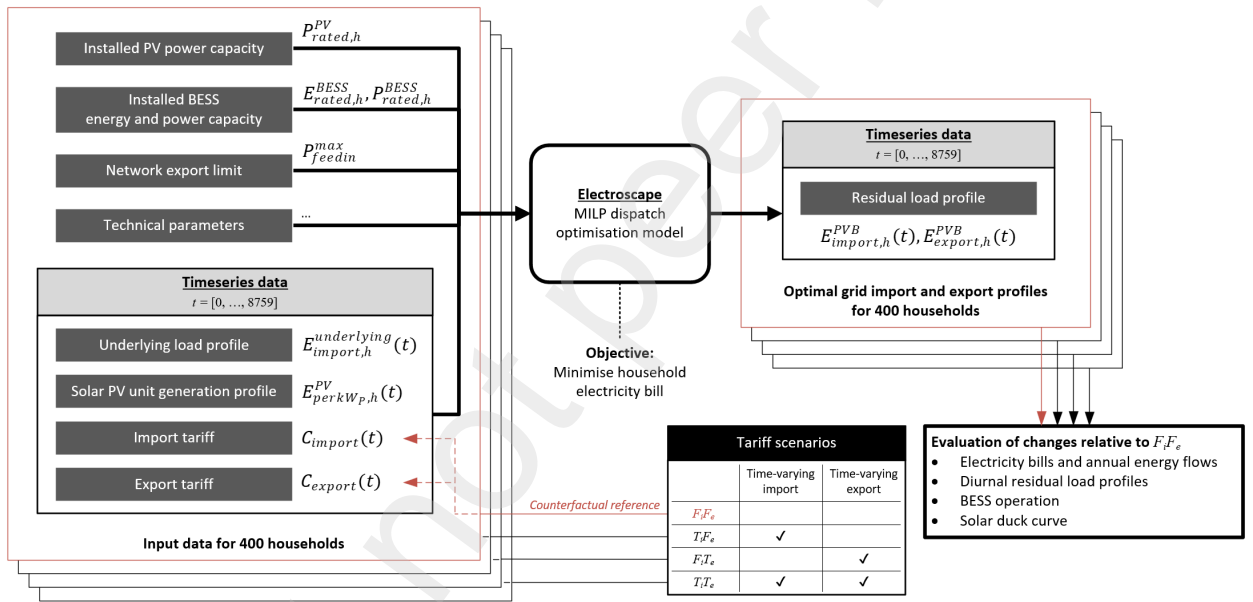 Installed PV power capacity
P^{PV}_{rated,h}
Installed BESS
energy and power capacity
E^{BESS}_{rated,h}, P^{BESS}_{rated,h}
Network export limit
P^{max}_{feedin}
Technical parameters
...
Timeseries data
t = [0, ..., 8759]
Underlying load profile
E^{underlying}_{import,h}(t)
Solar PV unit generation profile
E^{PV}_{perkW_P,h}(t)
Import tariff
C_{import}(t)
Export tariff
C_{export}(t)
Input data for 400 households
Electroscape
MILP dispatch
optimisation model
Objective:
Minimise household
electricity bill
Timeseries data
t = [0, ..., 8759]
Residual load profile
E^{PVB}_{import,h}(t), E^{PVB}_{export,h}(t)
Optimal grid import and export profiles
for 400 households
Counterfactual reference
Tariff scenarios
Time-varying import
Time-varying export
F_iF_e
T_iF_e ✓
F_iT_e ✓
T_iT_e ✓ ✓
Evaluation of changes relative to F_iF_e
• Electricity bills and annual energy flows
• Diurnal residual load profiles
• BESS operation
• Solar duck curve
not peer